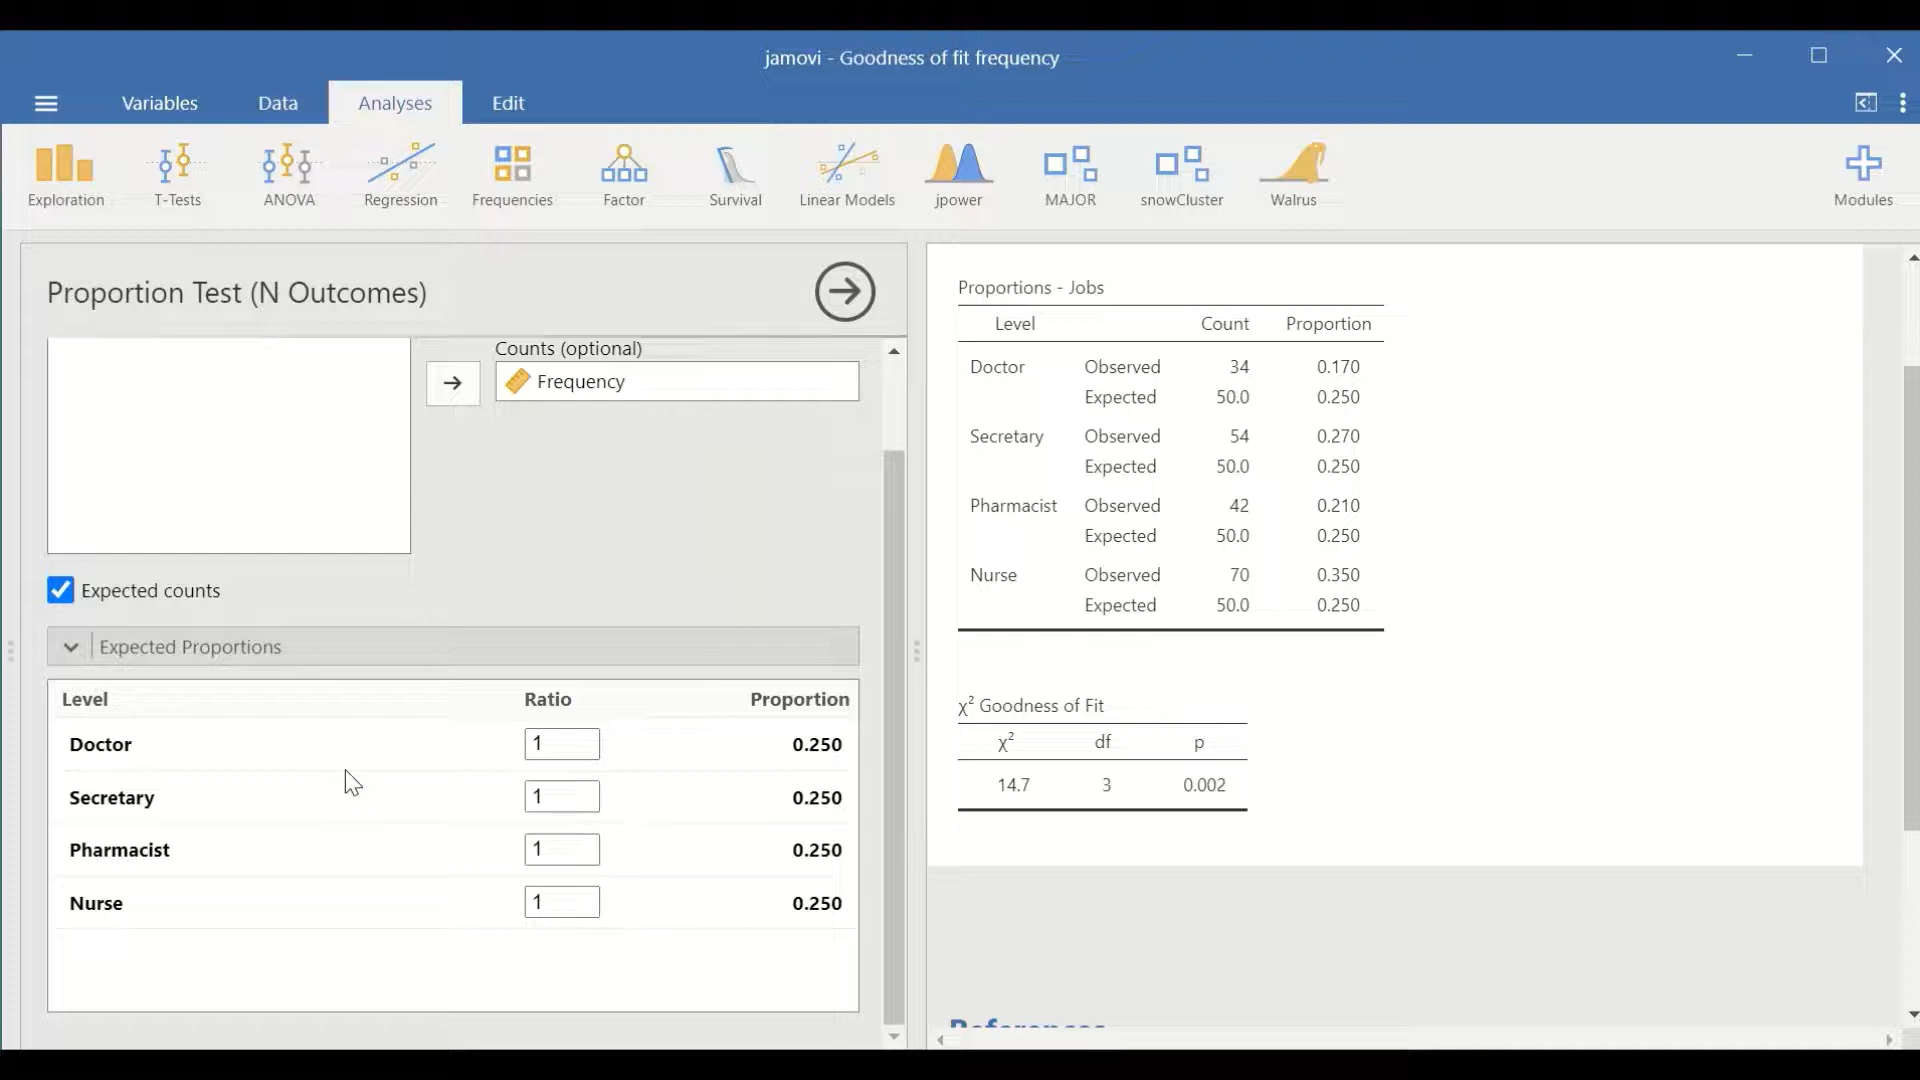 jamovi - Goodness of fit frequency
Variables Data Analyses Edit
Exploration T-Tests ANOVA Regression Frequencies Factor Survival Linear Models jpower MAJOR snowCluster Walrus Modules
Proportion Test (N Outcomes)
Counts (optional)
Frequency
Expected counts
Expected Proportions
Level Ratio Proportion
Doctor 1 0.250
Secretary 1 0.250
Pharmacist 1 0.250
Nurse 1 0.250
Proportions - Jobs
Level Count Proportion
Doctor Observed 34 0.170
Expected 50.0 0.250
Secretary Observed 54 0.270
Expected 50.0 0.250
Pharmacist Observed 42 0.210
Expected 50.0 0.250
Nurse Observed 70 0.350
Expected 50.0 0.250
χ² Goodness of Fit
χ² df p
14.7 3 0.002
References